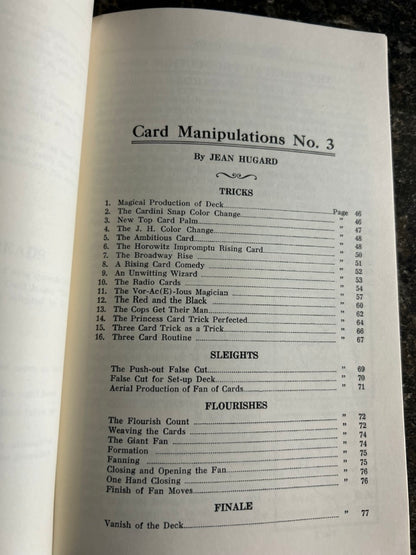 Card Manipulations No. 3
By JEAN HUGARD
TRICKS
1. Magical Production of Deck Page 46
2. The Cardini Snap Color Change " 46
3. New Top Card Palm " 47
4. The J. H. Color Change " 48
5. The Ambitious Card " 48
6. The Horowitz Impromptu Rising Card " 50
7. The Broadway Rise " 51
8. A Rising Card Comedy " 52
9. An Unwitting Wizard " 53
10. The Radio Cards " 54
11. The Vor-Ac(E)-Ious Magician " 57
12. The Red and the Black " 60
13. The Cops Get Their Man " 62
14. The Princess Card Trick Perfected " 64
15. Three Card Trick as a Trick " 66
16. Three Card Routine " 67
SLEIGHTS
The Push-out False Cut " 69
False Cut for Set-up Deck " 70
Aerial Production of Fan of Cards " 71
FLOURISHES
The Flourish Count " 72
Weaving the Cards " 72
The Giant Fan " 74
Formation " 74
Fanning " 75
Closing and Opening the Fan " 75
One Hand Closing " 76
Finish of Fan Moves " 76
FINALE
Vanish of the Deck " 77